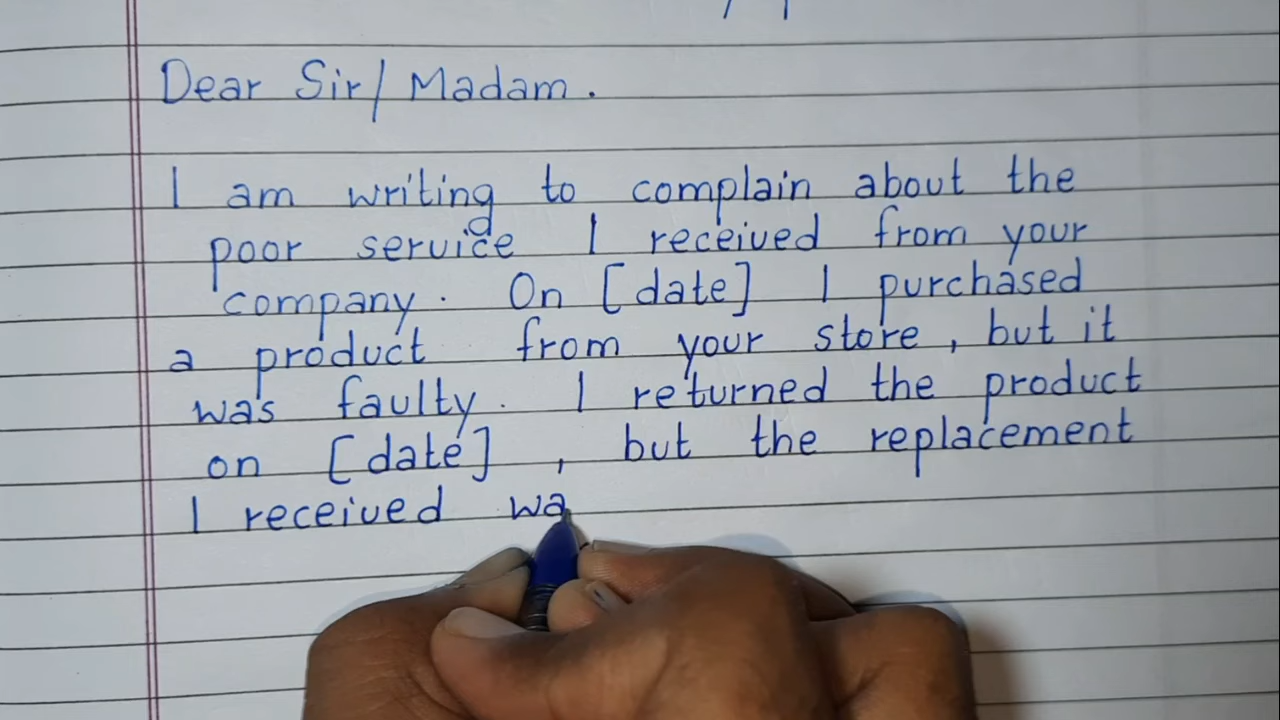 Dear Sir/ Madam.
I am writing to complain about the
poor service I received from your
company. On [date] I purchased
a product from your store, but it
was faulty. I returned the product
on [date] , but the replacement
I received wa